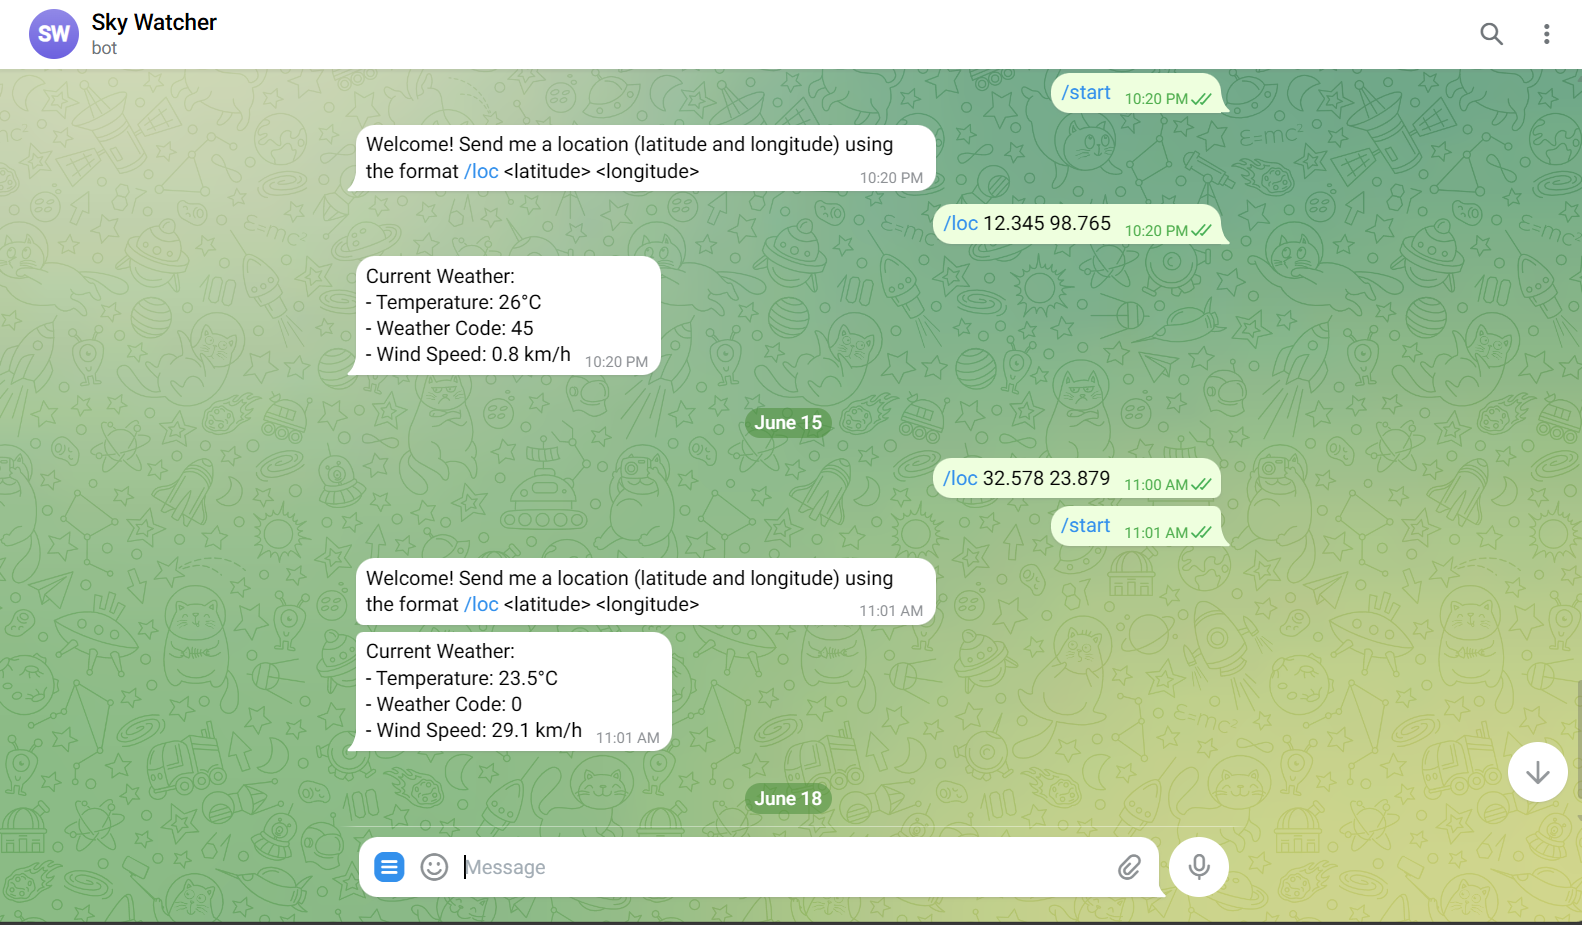 SW
Sky Watcher
bot
/start 10:20 PM
Welcome! Send me a location (latitude and longitude) using
the format /loc <latitude> <longitude> 10:20 PM
/loc 12.345 98.765 10:20 PM
Current Weather:
- Temperature: 26°C
- Weather Code: 45
- Wind Speed: 0.8 km/h 10:20 PM
June 15
/loc 32.578 23.879 11:00 AM
/start 11:01 AM
Welcome! Send me a location (latitude and longitude) using
the format /loc <latitude> <longitude> 11:01 AM
Current Weather:
- Temperature: 23.5°C
- Weather Code: 0
- Wind Speed: 29.1 km/h 11:01 AM
June 18
Message